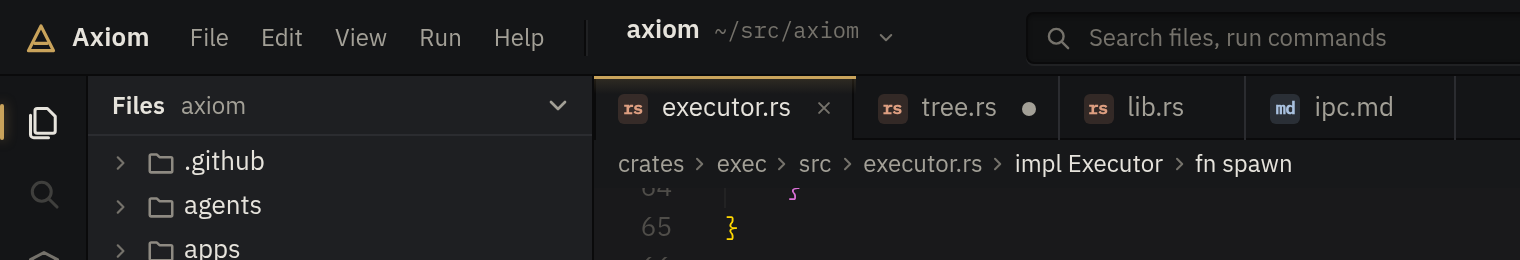 Axiom File Edit View Run Help axiom ~/src/axiom Search files, run commands
Files axiom
rs executor.rs × rs tree.rs rs lib.rs md ipc.md
crates > exec > src > executor.rs > impl Executor > fn spawn
.github
64 }
agents
65 }
apps